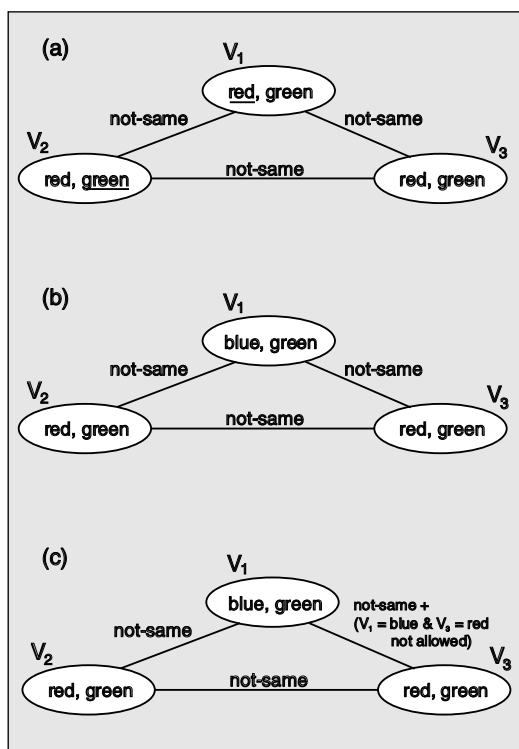 (a)
V1
red, green
not-same not-same
V2 V3
not-same
red, green red, green
(b)
V1
blue, green
not-same not-same
V2 V3
not-same
red, green red, green
(c)
V1
blue, green
not-same +
(V1 = blue & V3 = red
not allowed)
not-same
V2 V3
not-same
red, green red, green